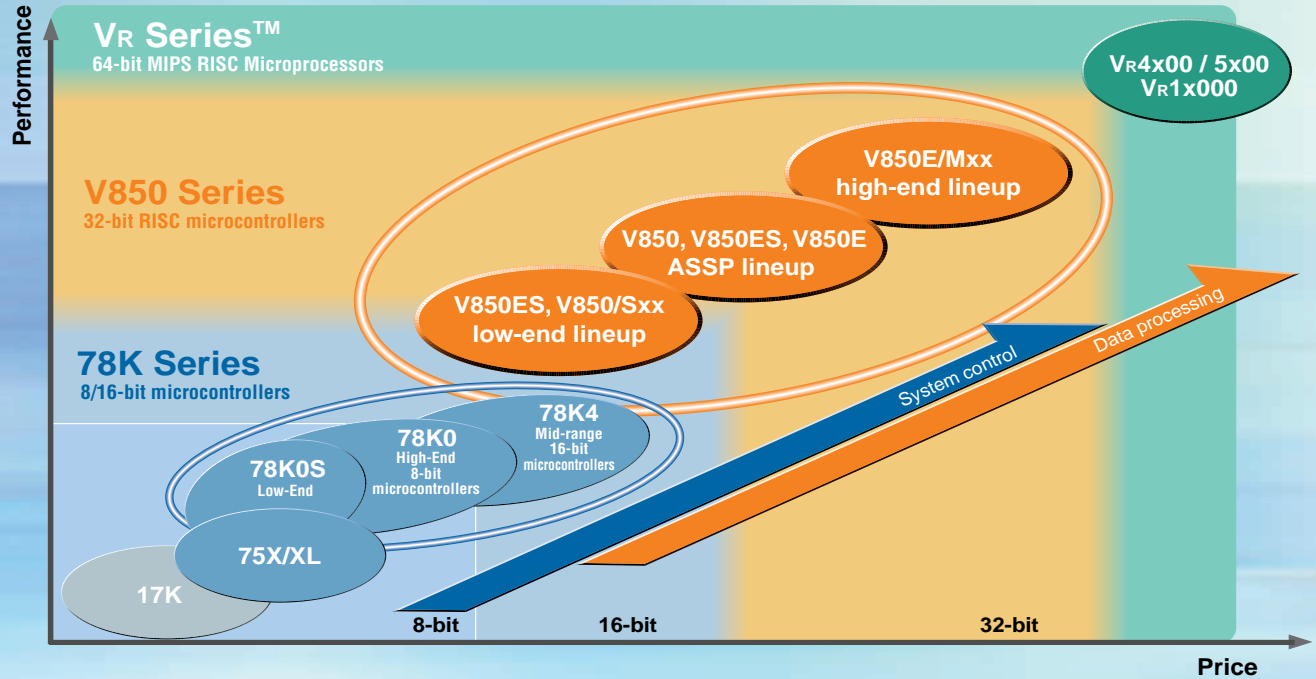 Performance
VR Series™
64-bit MIPS RISC Microprocessors
VR4x00 / 5x00
VR1x000
V850 Series
32-bit RISC microcontrollers
V850E/Mxx
high-end lineup
V850, V850ES, V850E
ASSP lineup
V850ES, V850/Sxx
low-end lineup
78K Series
8/16-bit microcontrollers
System control
Data processing
78K4
Mid-range
16-bit
microcontrollers
78K0
High-End
8-bit
microcontrollers
78K0S
Low-End
75X/XL
17K
8-bit
16-bit
32-bit
Price